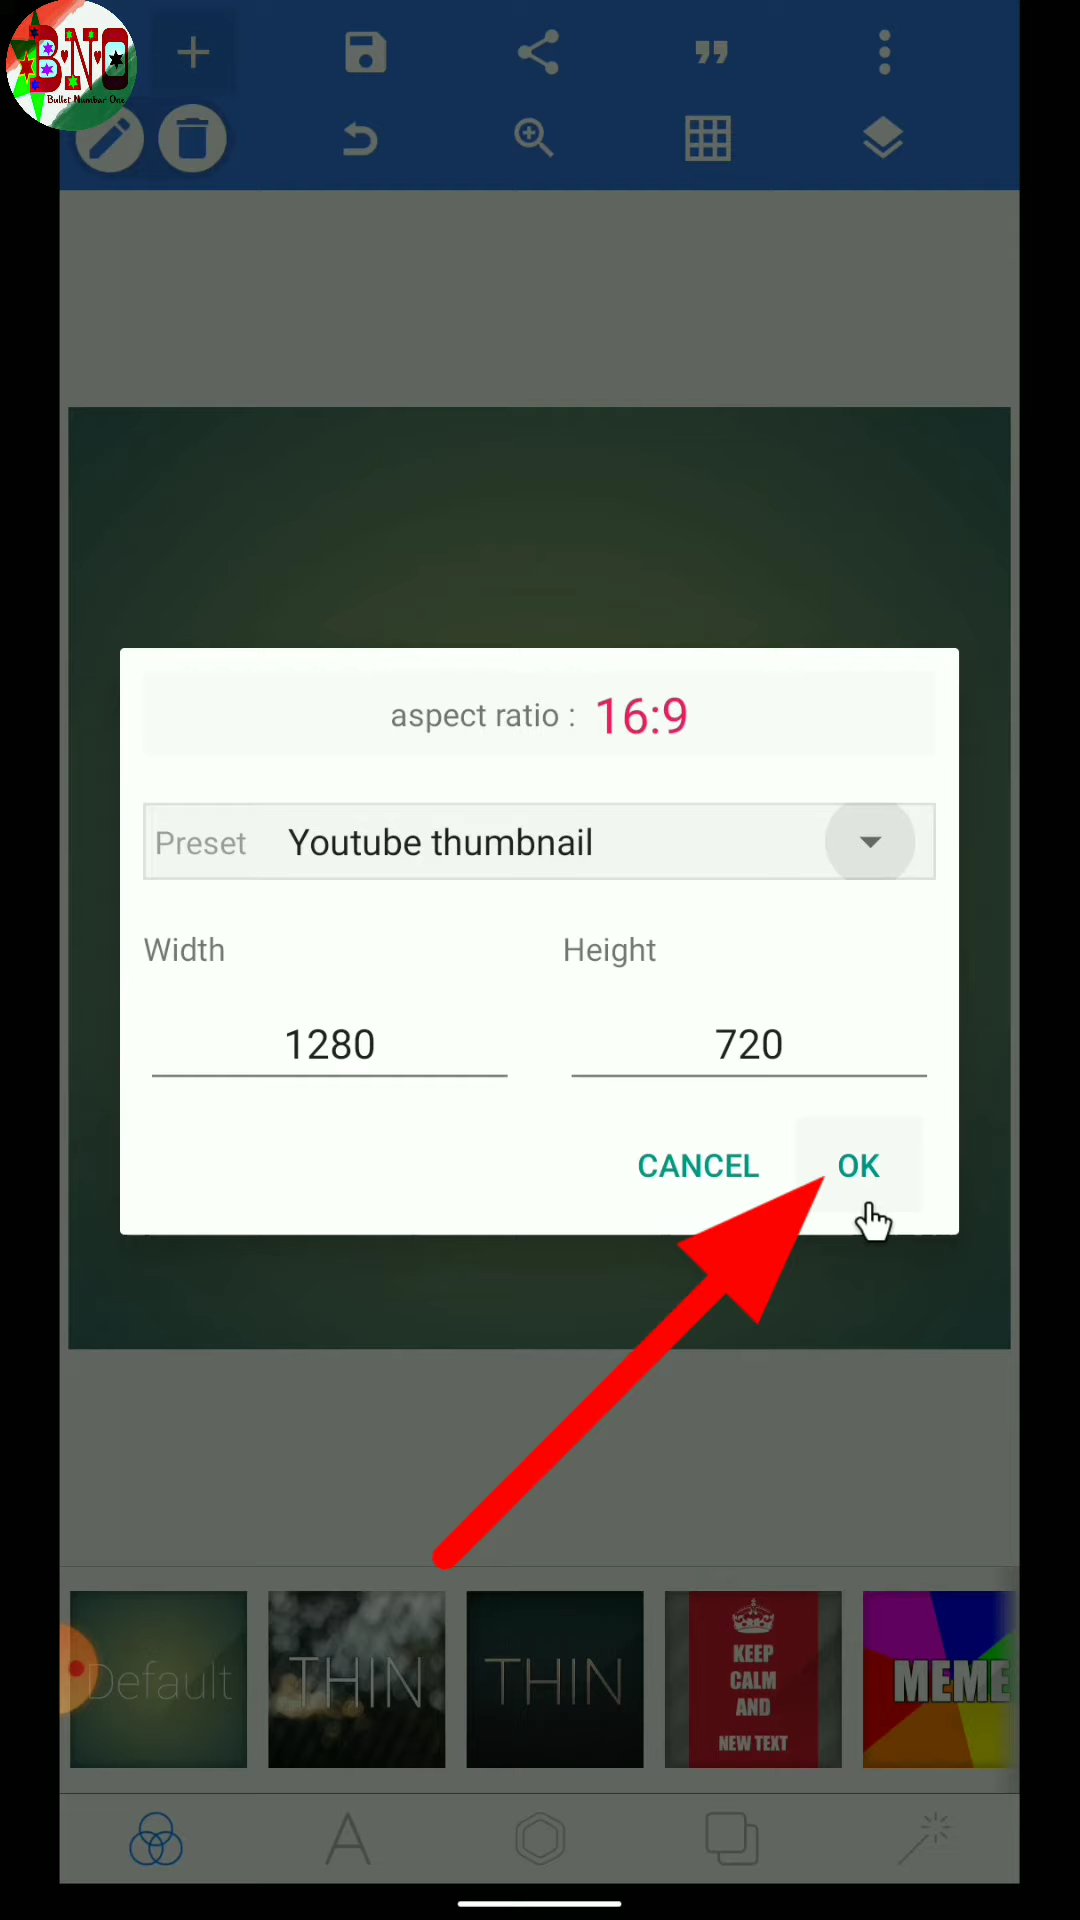 BNO
Bullet Number One
aspect ratio : 16:9
Preset Youtube thumbnail
Width Height
1280 720
CANCEL OK
Default
THIN
THIN
KEEP
CALM
AND
NEW TEXT
MEME